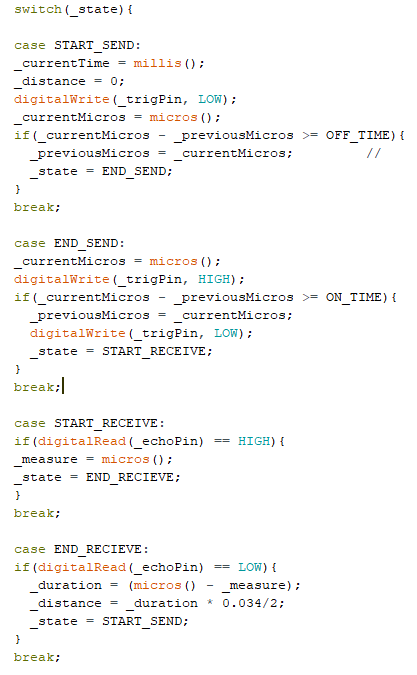 switch(_state){
case START_SEND:
_currentTime = millis();
_distance = 0;
digitalWrite(_trigPin, LOW);
_currentMicros = micros();
if(_currentMicros - _previousMicros >= OFF_TIME){
_previousMicros = _currentMicros; //
_state = END_SEND;
}
break;
case END_SEND:
_currentMicros = micros();
digitalWrite(_trigPin, HIGH);
if(_currentMicros - _previousMicros >= ON_TIME){
_previousMicros = _currentMicros;
digitalWrite(_trigPin, LOW);
_state = START_RECEIVE;
}
break;
case START_RECEIVE:
if(digitalRead(_echoPin) == HIGH){
_measure = micros();
_state = END_RECIEVE;
}
break;
case END_RECIEVE:
if(digitalRead(_echoPin) == LOW){
_duration = (micros() - _measure);
_distance = _duration * 0.034/2;
_state = START_SEND;
}
break;